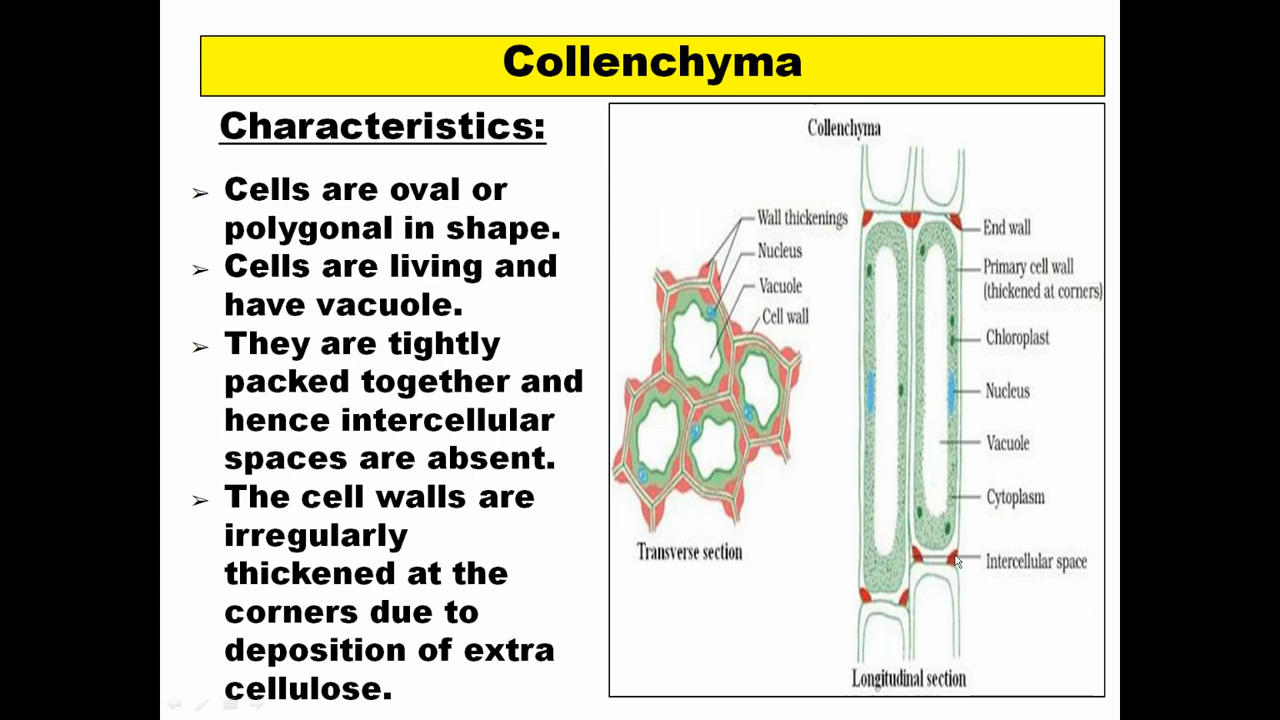 Collenchyma
Characteristics:
➢ Cells are oval or
polygonal in shape.
➢ Cells are living and
have vacuole.
➢ They are tightly
packed together and
hence intercellular
spaces are absent.
➢ The cell walls are
irregularly
thickened at the
corners due to
deposition of extra
cellulose.
Collenchyma
Wall thickenings
Nucleus
Vacuole
Cell wall
Transverse section
End wall
Primary cell wall
(thickened at corners)
Chloroplast
Nucleus
Vacuole
Cytoplasm
Intercellular space
Longitudinal section